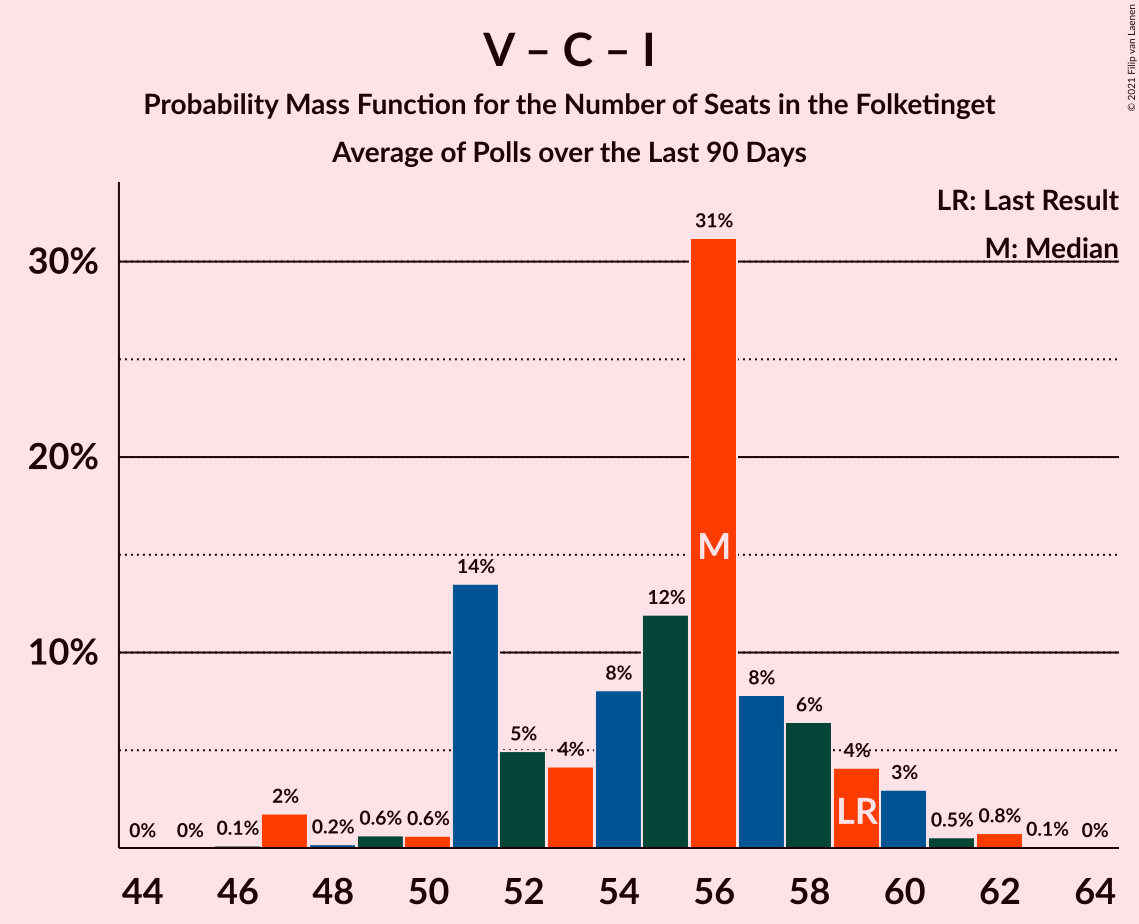 V – C – I
Probability Mass Function for the Number of Seats in the Folketinget
Average of Polls over the Last 90 Days
© 2021 Filip van Laenen
LR: Last Result
M: Median
30%
20%
10%
0%
0%
0.1%
2%
0.2%
0.6%
0.6%
14%
5%
4%
8%
12%
31%
8%
6%
4%
3%
0.5%
0.8%
0.1%
0%
M
LR
44 46 48 50 52 54 56 58 60 62 64